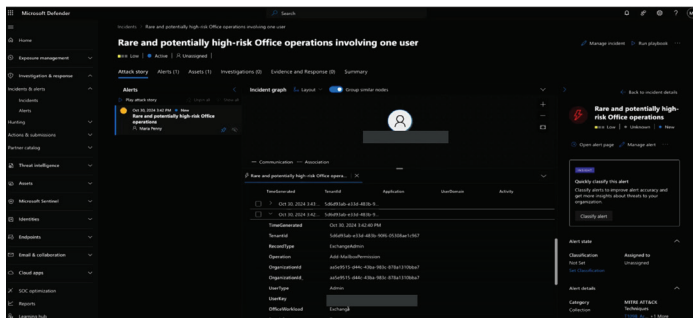 Microsoft Defender
Search
Home
Exposure management
Investigation & response
Incidents & alerts
Incidents
Alerts
Hunting
Actions & submissions
Partner catalog
Threat intelligence
Assets
Microsoft Sentinel
Identities
Endpoints
Email & collaboration
Cloud apps
SOC optimization
Reports
Learning hub
Incidents > Rare and potentially high-risk Office operations involving one user
Rare and potentially high-risk Office operations involving one user
Low | Active | Unassigned |
Manage incident
Run playbook
Attack story Alerts (1) Assets (1) Investigations (0) Evidence and Response (0) Summary
Alerts
Play attack story
Oct 30, 2024 3:42 PM • New
Rare and potentially high-risk Office
operations
Incident graph Layout Group similar nodes
Communication Association
Rare and potentially high-risk Office opera...
TimeGenerated TenantId Application UserDomain Activity
Oct 30, 2024 3:43...
Oct 30, 2024 3:42...
TimeGenerated Oct 30, 2024 3:42:40 PM
TenantId
RecordType ExchangeAdmin
Operation Add-MailboxPermission
OrganizationId
OrganizationId_
UserType Admin
UserKey
OfficeWorkload Exchange
Back to incident details
Rare and potentially high-
risk Office operations
Low | Unknown | New
Open alert page Manage alert
Quickly classify this alert
Classify alerts to improve alert accuracy and
get more insights about threats to your
organization.
Classify alert
Alert state
Classification Assigned to
Not Set Unassigned
Set Classification
Alert details
Category MITRE ATT&CK
Collection Techniques
+1 More